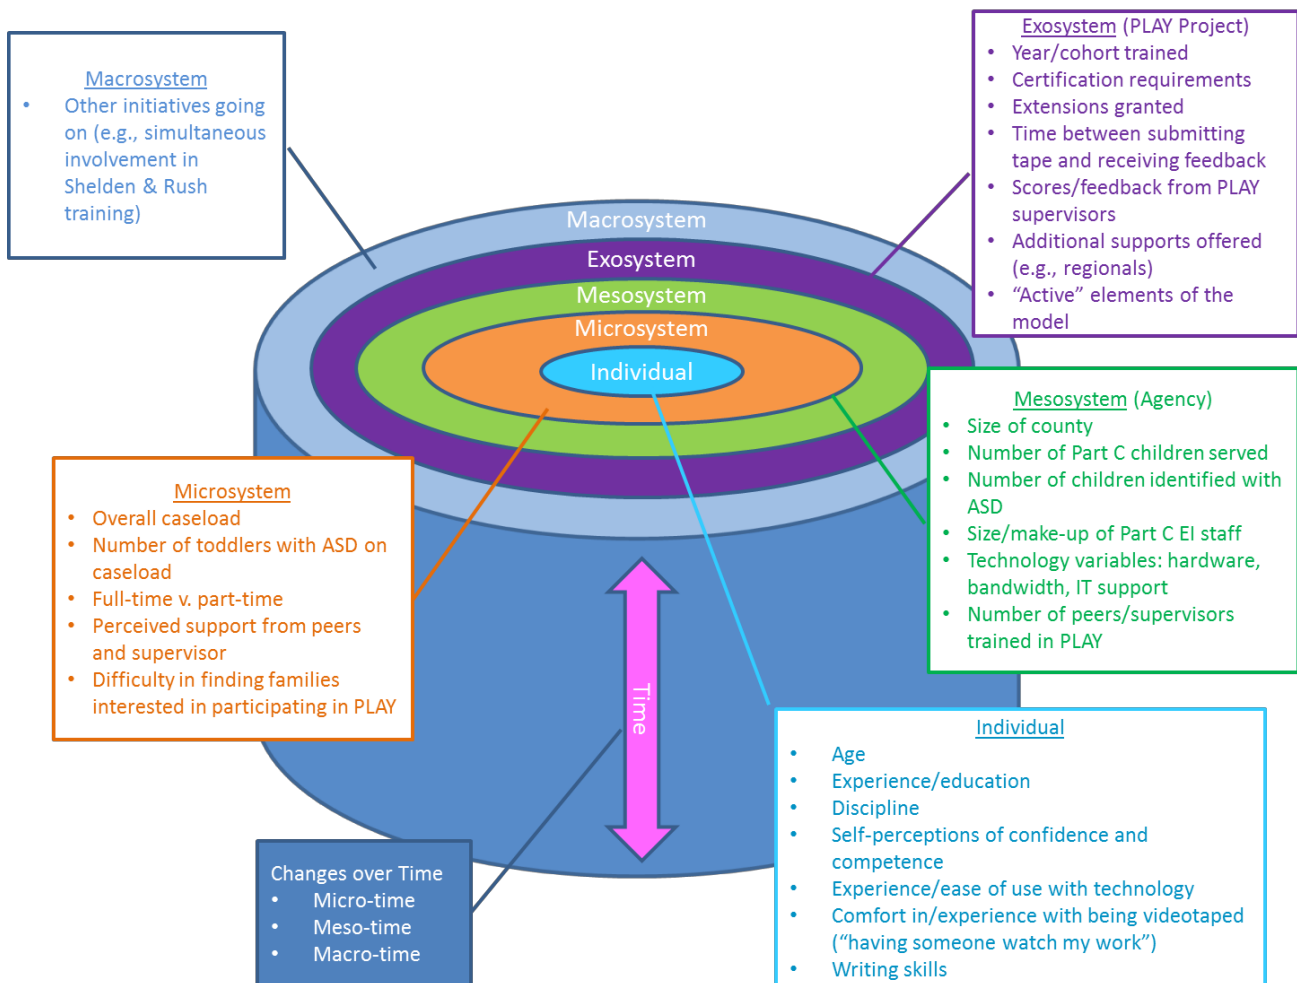 Macrosystem
• Other initiatives going
on (e.g., simultaneous
involvement in
Shelden & Rush
training)
Exosystem (PLAY Project)
• Year/cohort trained
• Certification requirements
• Extensions granted
• Time between submitting
tape and receiving feedback
• Scores/feedback from PLAY
supervisors
• Additional supports offered
(e.g., regionals)
• “Active” elements of the
model
Macrosystem
Exosystem
Mesosystem
Microsystem
Individual
Mesosystem (Agency)
• Size of county
• Number of Part C children served
• Number of children identified with
ASD
• Size/make-up of Part C EI staff
• Technology variables: hardware,
bandwidth, IT support
• Number of peers/supervisors
trained in PLAY
Microsystem
• Overall caseload
• Number of toddlers with ASD on
caseload
• Full-time v. part-time
• Perceived support from peers
and supervisor
• Difficulty in finding families
interested in participating in PLAY
Time
Individual
• Age
• Experience/education
• Discipline
• Self-perceptions of confidence and
competence
• Experience/ease of use with technology
• Comfort in/experience with being videotaped
(“having someone watch my work”)
• Writing skills
Changes over Time
• Micro-time
• Meso-time
• Macro-time